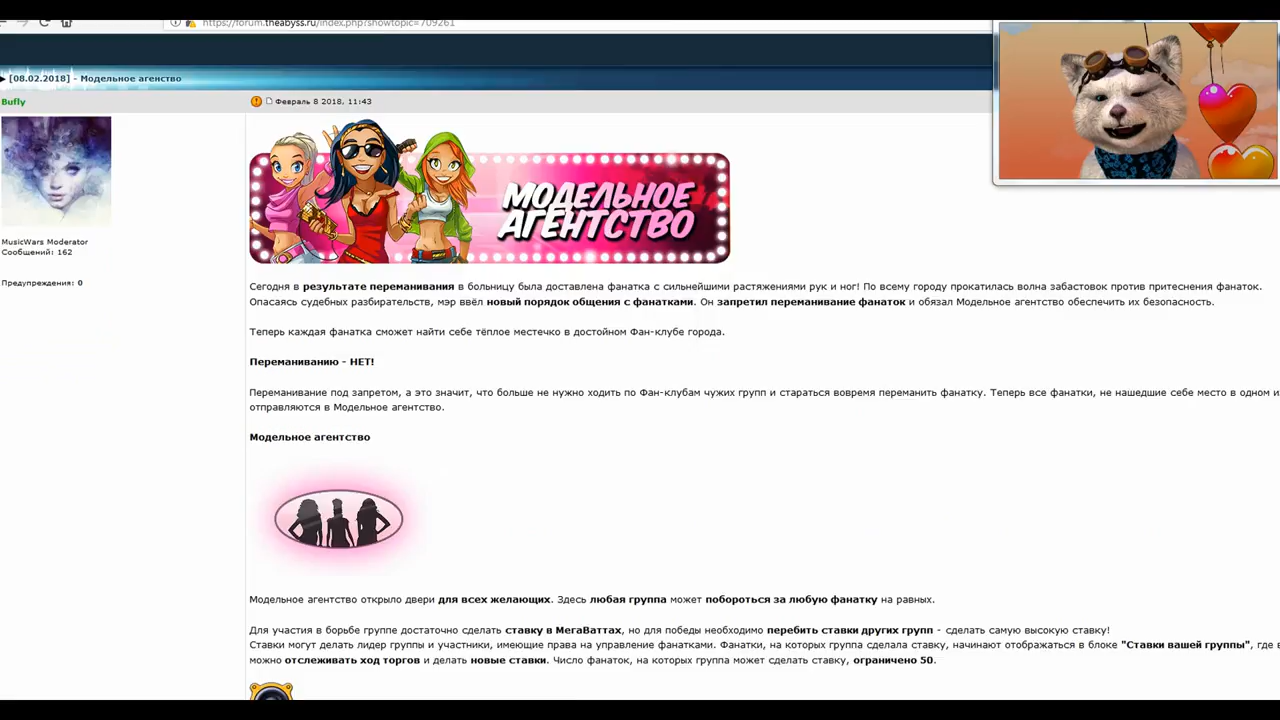 https://forum.theabyss.ru/index.php?showtopic=709261
[08.02.2018] - Модельное агенство
Bufly
Февраль 8 2018, 11:43
МОДЕЛЬНОЕ
АГЕНТСТВО
MusicWars Moderator
Сообщений: 162
Предупреждения: 0
Сегодня в результате переманивания в больницу была доставлена фанатка с сильнейшими растяжениями рук и ног! По всему городу прокатилась волна забастовок против притеснения фанаток.
Опасаясь судебных разбирательств, мэр ввёл новый порядок общения с фанатками. Он запретил переманивание фанаток и обязал Модельное агентство обеспечить их безопасность.
Теперь каждая фанатка сможет найти себе тёплое местечко в достойном Фан-клубе города.
Переманиванию - НЕТ!
Переманивание под запретом, а это значит, что больше не нужно ходить по Фан-клубам чужих групп и стараться вовремя переманить фанатку. Теперь все фанатки, не нашедшие себе место в одном
отправляются в Модельное агентство.
Модельное агентство
Модельное агентство открыло двери для всех желающих. Здесь любая группа может побороться за любую фанатку на равных.
Для участия в борьбе группе достаточно сделать ставку в МегаВаттах, но для победы необходимо перебить ставки других групп - сделать самую высокую ставку!
Ставки могут делать лидер группы и участники, имеющие права на управление фанатками. Фанатки, на которых группа сделала ставку, начинают отображаться в блоке "Ставки вашей группы", где
можно отслеживать ход торгов и делать новые ставки. Число фанаток, на которых группа может сделать ставку, ограничено 50.